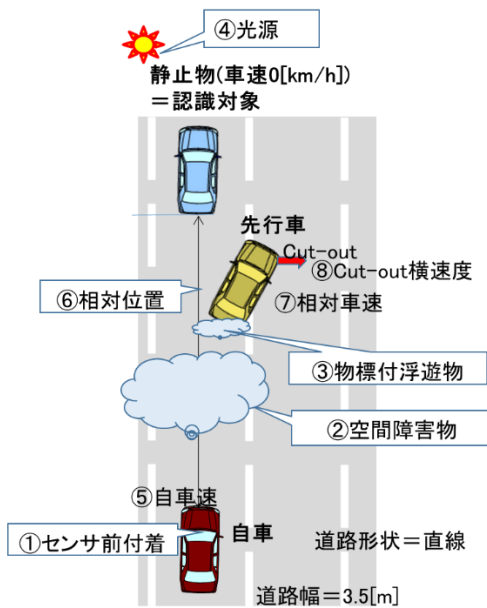 ④光源
静止物(車速0[km/h])
＝認識対象
先行車
Cut-out
⑧Cut-out横速度
⑥相対位置
⑦相対車速
③物標付浮遊物
②空間障害物
⑤自車速
①センサ前付着
自車
道路形状＝直線
道路幅＝3.5[m]